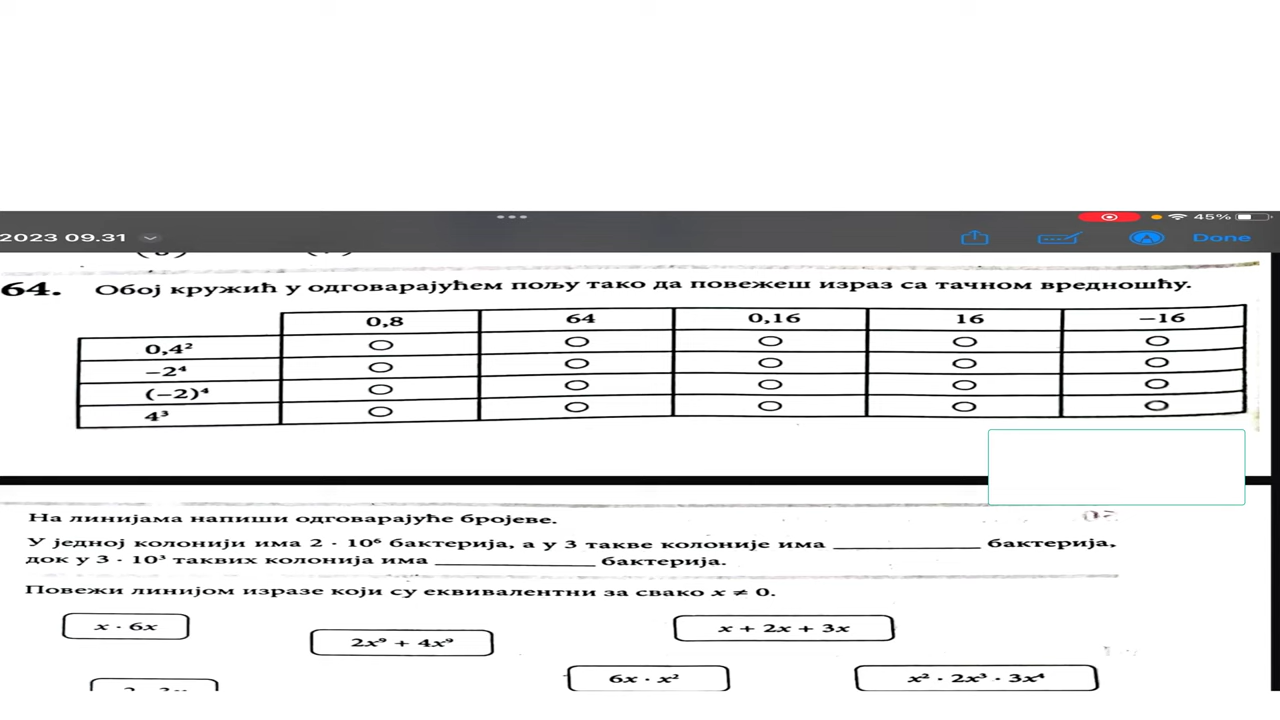 45%
2023 09.31
Done
64. Обој кружић у одговарајућем пољу тако да повежеш израз са тачном вредношћу.
0,8 64 0,16 16 −16
0,4²
−2⁴
(−2)⁴
4³
На линијама напиши одговарајуће бројеве.
У једној колонији има 2 · 10⁶ бактерија, а у 3 такве колоније има ____________ бактерија,
док у 3 · 10³ таквих колонија има ____________ бактерија.
Повежи линијом изразе који су еквивалентни за свако x ≠ 0.
x · 6x
2x⁹ + 4x⁹
x + 2x + 3x
6x · x²
x² · 2x³ · 3x⁴